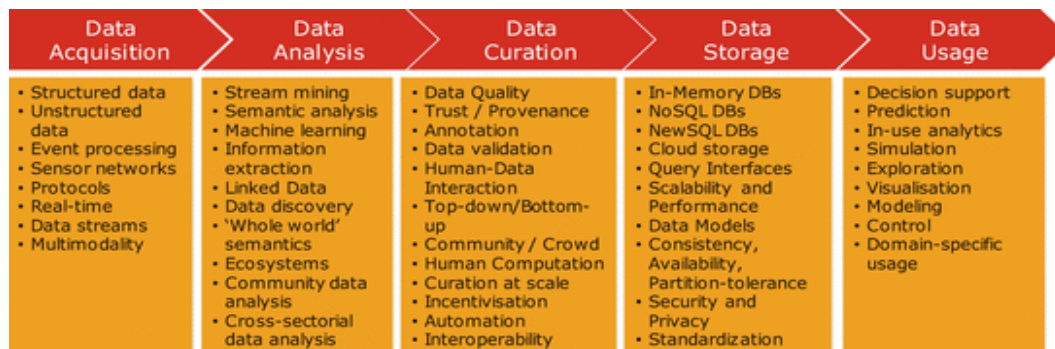 Data
Acquisition
Data
Analysis
Data
Curation
Data
Storage
Data
Usage
• Structured data
• Unstructured
data
• Event processing
• Sensor networks
• Protocols
• Real-time
• Data streams
• Multimodality
• Stream mining
• Semantic analysis
• Machine learning
• Information
extraction
• Linked Data
• Data discovery
• ‘Whole world’
semantics
• Ecosystems
• Community data
analysis
• Cross-sectorial
data analysis
• Data Quality
• Trust / Provenance
• Annotation
• Data validation
• Human-Data
Interaction
• Top-down/Bottom-
up
• Community / Crowd
• Human Computation
• Curation at scale
• Incentivisation
• Automation
• Interoperability
• In-Memory DBs
• NoSQL DBs
• NewSQL DBs
• Cloud storage
• Query Interfaces
• Scalability and
Performance
• Data Models
• Consistency,
Availability,
Partition-tolerance
• Security and
Privacy
• Standardization
• Decision support
• Prediction
• In-use analytics
• Simulation
• Exploration
• Visualisation
• Modeling
• Control
• Domain-specific
usage